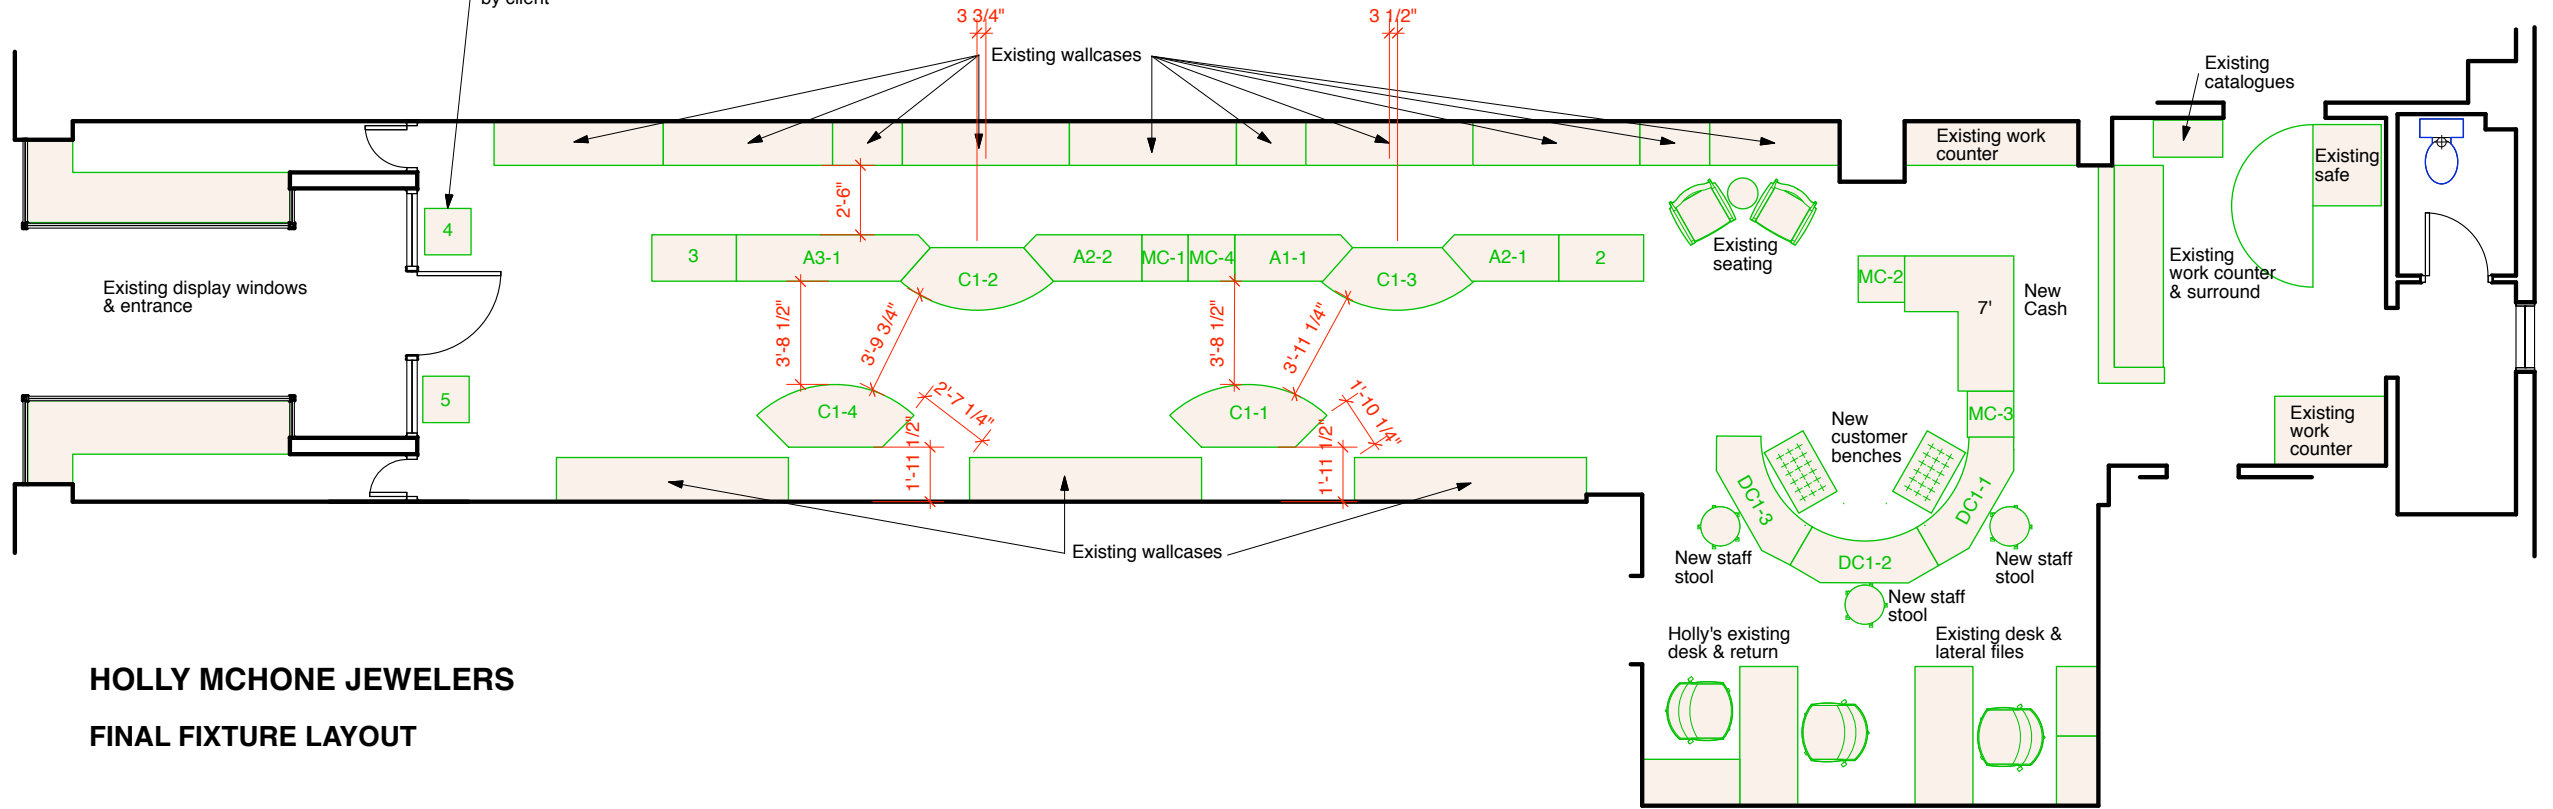 by client
3 3/4"
3 1/2"
Existing wallcases
Existing
catalogues
Existing work
counter
Existing
safe
2'-6"
4
3
A3-1
C1-2
A2-2
MC-1
MC-4
A1-1
C1-3
A2-1
2
Existing
seating
MC-2
7'
New
Cash
Existing
work counter
& surround
Existing display windows
& entrance
3'-8 1/2"
3'-9 3/4"
3'-8 1/2"
3'-11 1/4"
5
C1-4
2'-7 1/4"
1'-11 1/2"
C1-1
1'-10 1/4"
1'-11 1/2"
New
customer
benches
MC-3
Existing
work
counter
DC1-3
DC1-1
DC1-2
Existing wallcases
New staff
stool
New staff
stool
New staff
stool
Holly's existing
desk & return
Existing desk &
lateral files
HOLLY MCHONE JEWELERS
FINAL FIXTURE LAYOUT